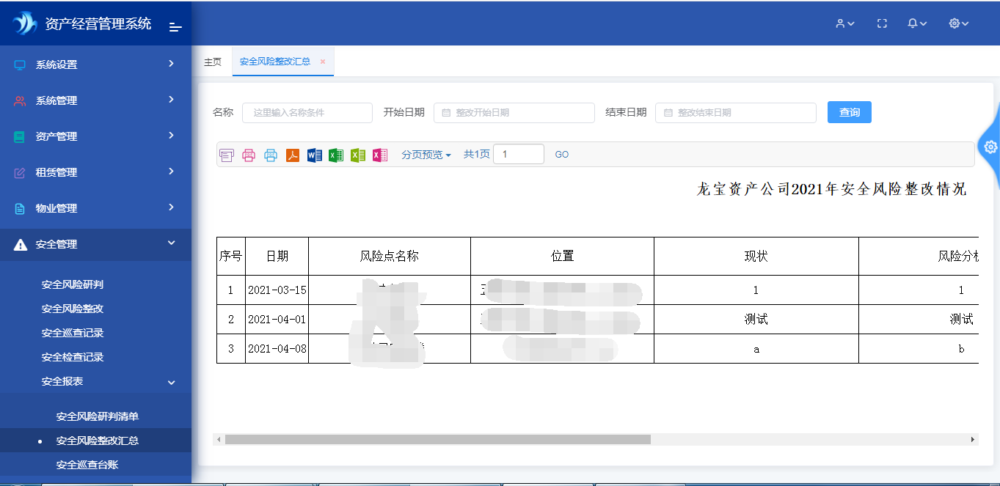 资产经营管理系统
系统设置
系统管理
资产管理
租赁管理
物业管理
安全管理
安全风险研判
安全风险整改
安全巡查记录
安全检查记录
安全报表
安全风险研判清单
安全风险整改汇总
安全巡查台账
主页 安全风险整改汇总 ×
名称 这里输入名称条件 开始日期 整改开始日期 结束日期 整改结束日期 查询
分页预览 共1页 1 GO
龙宝资产公司2021年安全风险整改情况
序号 日期 风险点名称 位置 现状 风险分
1 2021-03-15 1 1
2 2021-04-01 测试 测试
3 2021-04-08 a b